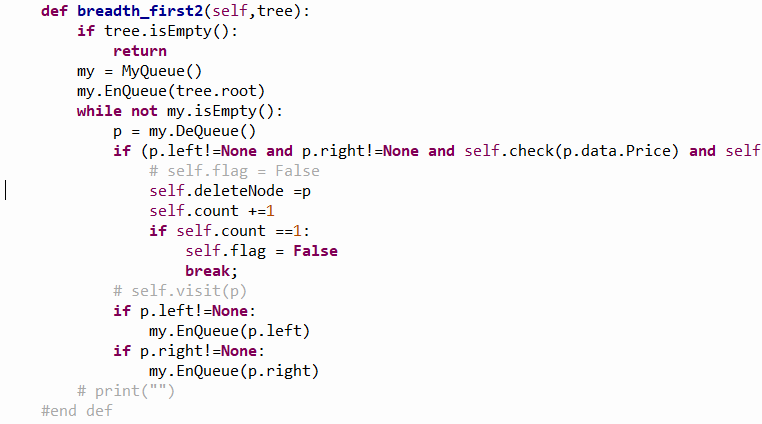 def breadth_first2(self,tree):
    if tree.isEmpty():
        return
    my = MyQueue()
    my.EnQueue(tree.root)
    while not my.isEmpty():
        p = my.DeQueue()
        if (p.left!=None and p.right!=None and self.check(p.data.Price) and self
            # self.flag = False
            self.deleteNode =p
            self.count +=1
            if self.count ==1:
                self.flag = False
                break;
        # self.visit(p)
        if p.left!=None:
            my.EnQueue(p.left)
        if p.right!=None:
            my.EnQueue(p.right)
    # print("")
#end def